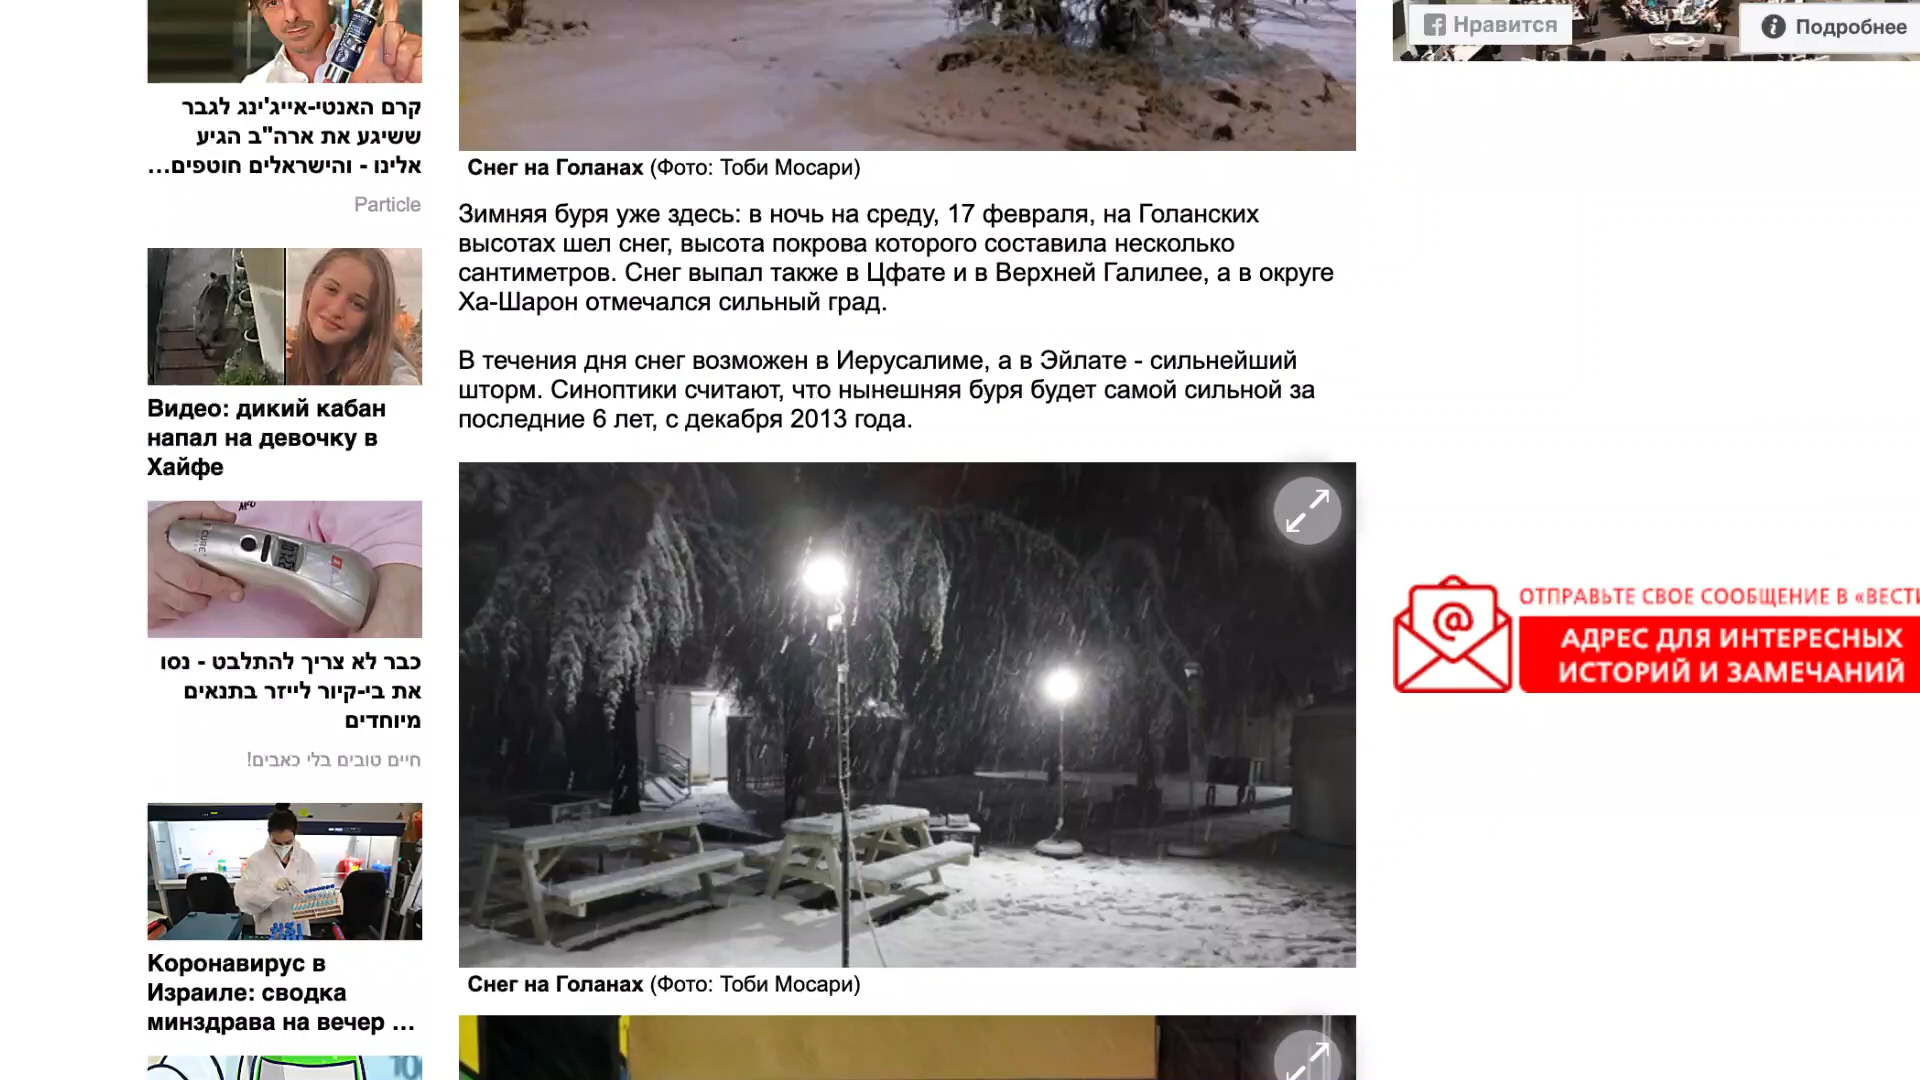 קרם האנטי-אייג'ינג לגבר
ששיגע את ארה"ב הגיע
אלינו - והישראלים חוטפים...
Particle
Видео: дикий кабан
напал на девочку в
Хайфе
כבר לא צריך להתלבט - נסו
את בי-קיור לייזר בתנאים
מיוחדים
חיים טובים בלי כאבים!
Коронавирус в
Израиле: сводка
минздрава на вечер ...
Снег на Голанах (Фото: Тоби Мосари)
Зимняя буря уже здесь: в ночь на среду, 17 февраля, на Голанских
высотах шел снег, высота покрова которого составила несколько
сантиметров. Снег выпал также в Цфате и в Верхней Галилее, а в округе
Ха-Шарон отмечался сильный град.
В течения дня снег возможен в Иерусалиме, а в Эйлате - сильнейший
шторм. Синоптики считают, что нынешняя буря будет самой сильной за
последние 6 лет, с декабря 2013 года.
Снег на Голанах (Фото: Тоби Мосари)
Нравится
Подробнее
ОТПРАВЬТЕ СВОЕ СООБЩЕНИЕ В «ВЕСТИ
АДРЕС ДЛЯ ИНТЕРЕСНЫХ
ИСТОРИЙ И ЗАМЕЧАНИЙ